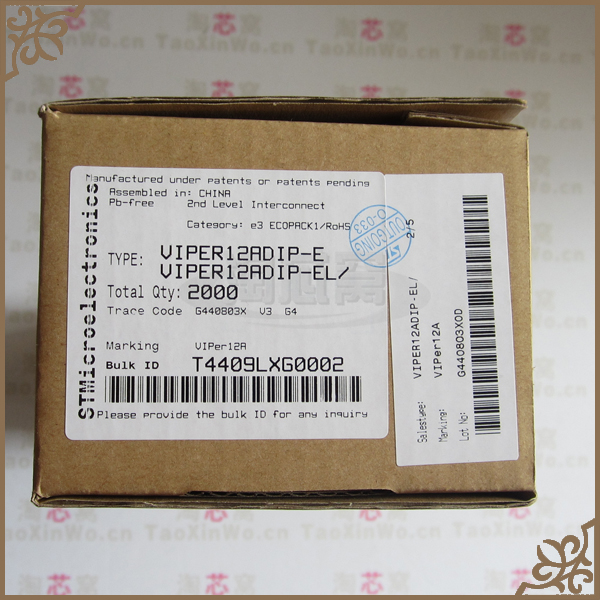 Manufactured under patents or patents pending
Assembled in: CHINA
Pb-free 2nd Level Interconnect
Category: e3 ECOPACK1/RoHS
TYPE: VIPER12ADIP-E
VIPER12ADIP-EL/
Total Qty: 2000
Trace Code G440803X V3 G4
Marking VIPer12A
Bulk ID T4409LXG0002
Please provide the bulk ID for any inquiry
STMicroelectronics
OUTGOING
O-033
2/5
Salestype: VIPER12ADIP-EL/
Marking: VIPer12A
Lot No: G440803X0D
淘芯窝
TaoXinWo.cn